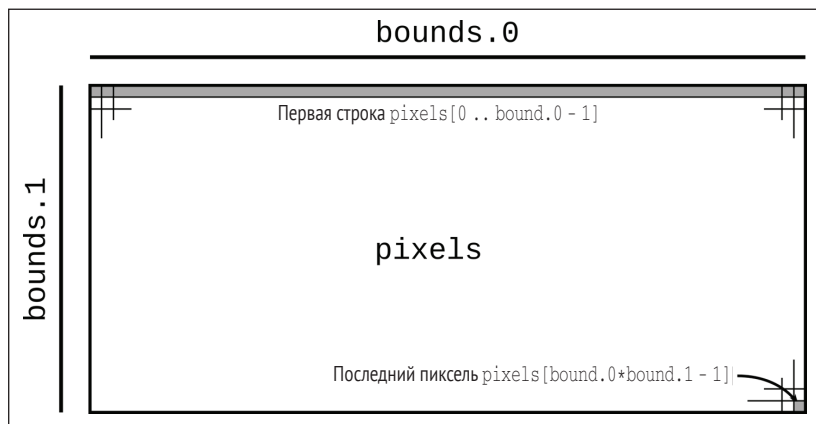 bounds.0
Первая строка pixels[0 .. bound.0 - 1]
bounds.1
pixels
Последний пиксель pixels[bound.0*bound.1 - 1]